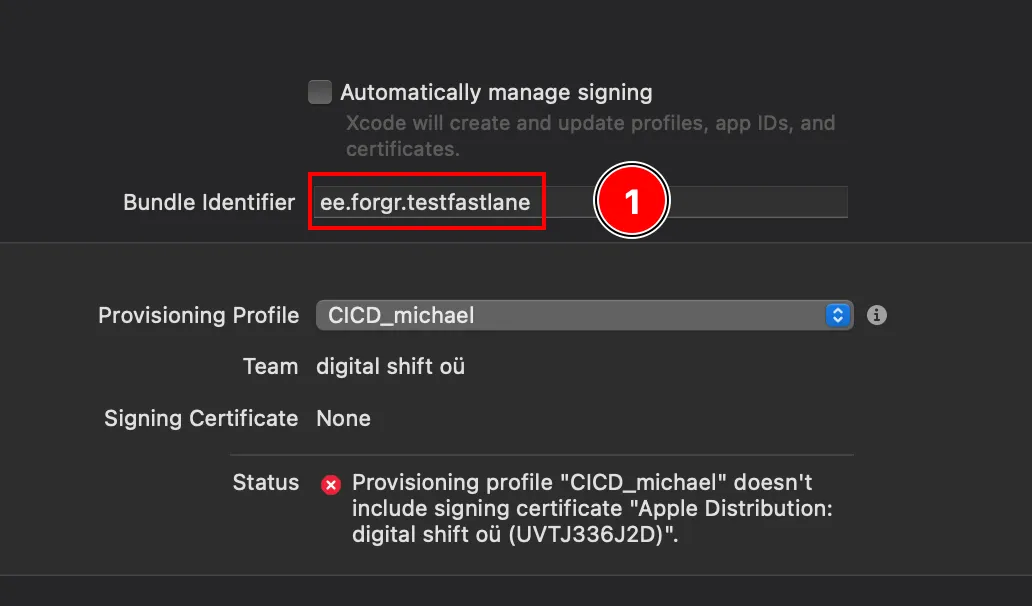 Automatically manage signing
Xcode will create and update profiles, app IDs, and
certificates.
Bundle Identifier ee.forgr.testfastlane 1
Provisioning Profile CICD_michael
Team digital shift oü
Signing Certificate None
Status Provisioning profile "CICD_michael" doesn't
include signing certificate "Apple Distribution:
digital shift oü (UVTJ336J2D)".